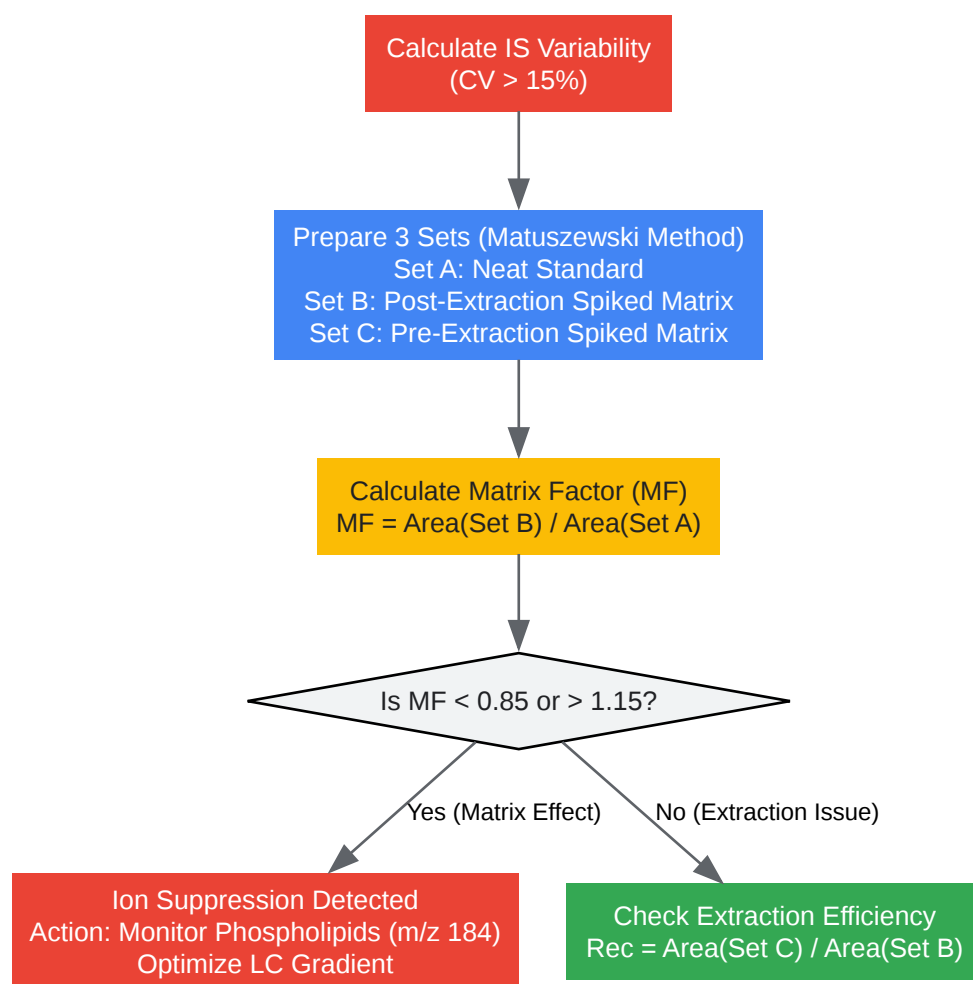 Calculate IS Variability
(CV > 15%)
Prepare 3 Sets (Matuszewski Method)
Set A: Neat Standard
Set B: Post-Extraction Spiked Matrix
Set C: Pre-Extraction Spiked Matrix
Calculate Matrix Factor (MF)
MF = Area(Set B) / Area(Set A)
Is MF < 0.85 or > 1.15?
Yes (Matrix Effect)
No (Extraction Issue)
Ion Suppression Detected
Action: Monitor Phospholipids (m/z 184)
Optimize LC Gradient
Check Extraction Efficiency
Rec = Area(Set C) / Area(Set B)